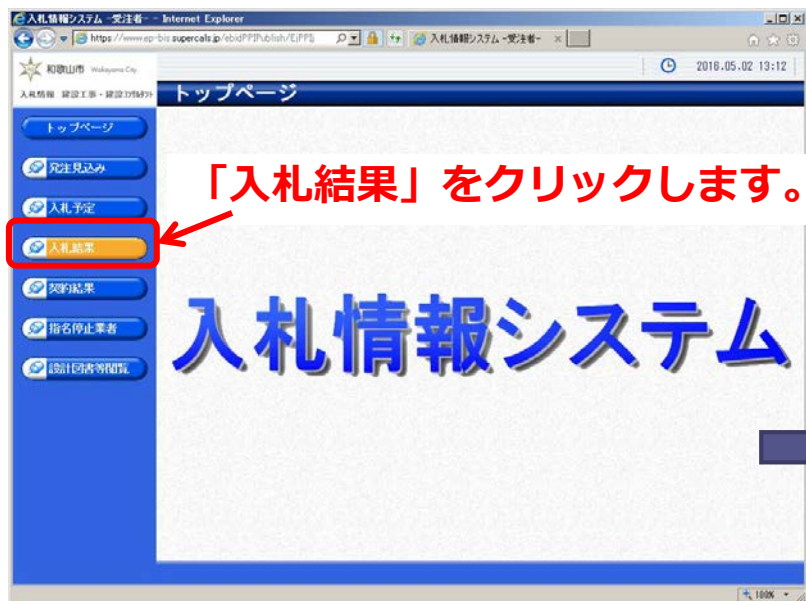 入札情報システム -受注者- - Internet Explorer
入札情報システム -受注者- ×
和歌山市 Wakayama City
2018.05.02 13:12
トップページ
トップページ
発注見込み
入札予定
入札結果
「入札結果」をクリックします。
契約結果
指名停止業者
設計図書等閲覧
入札情報システム
100%